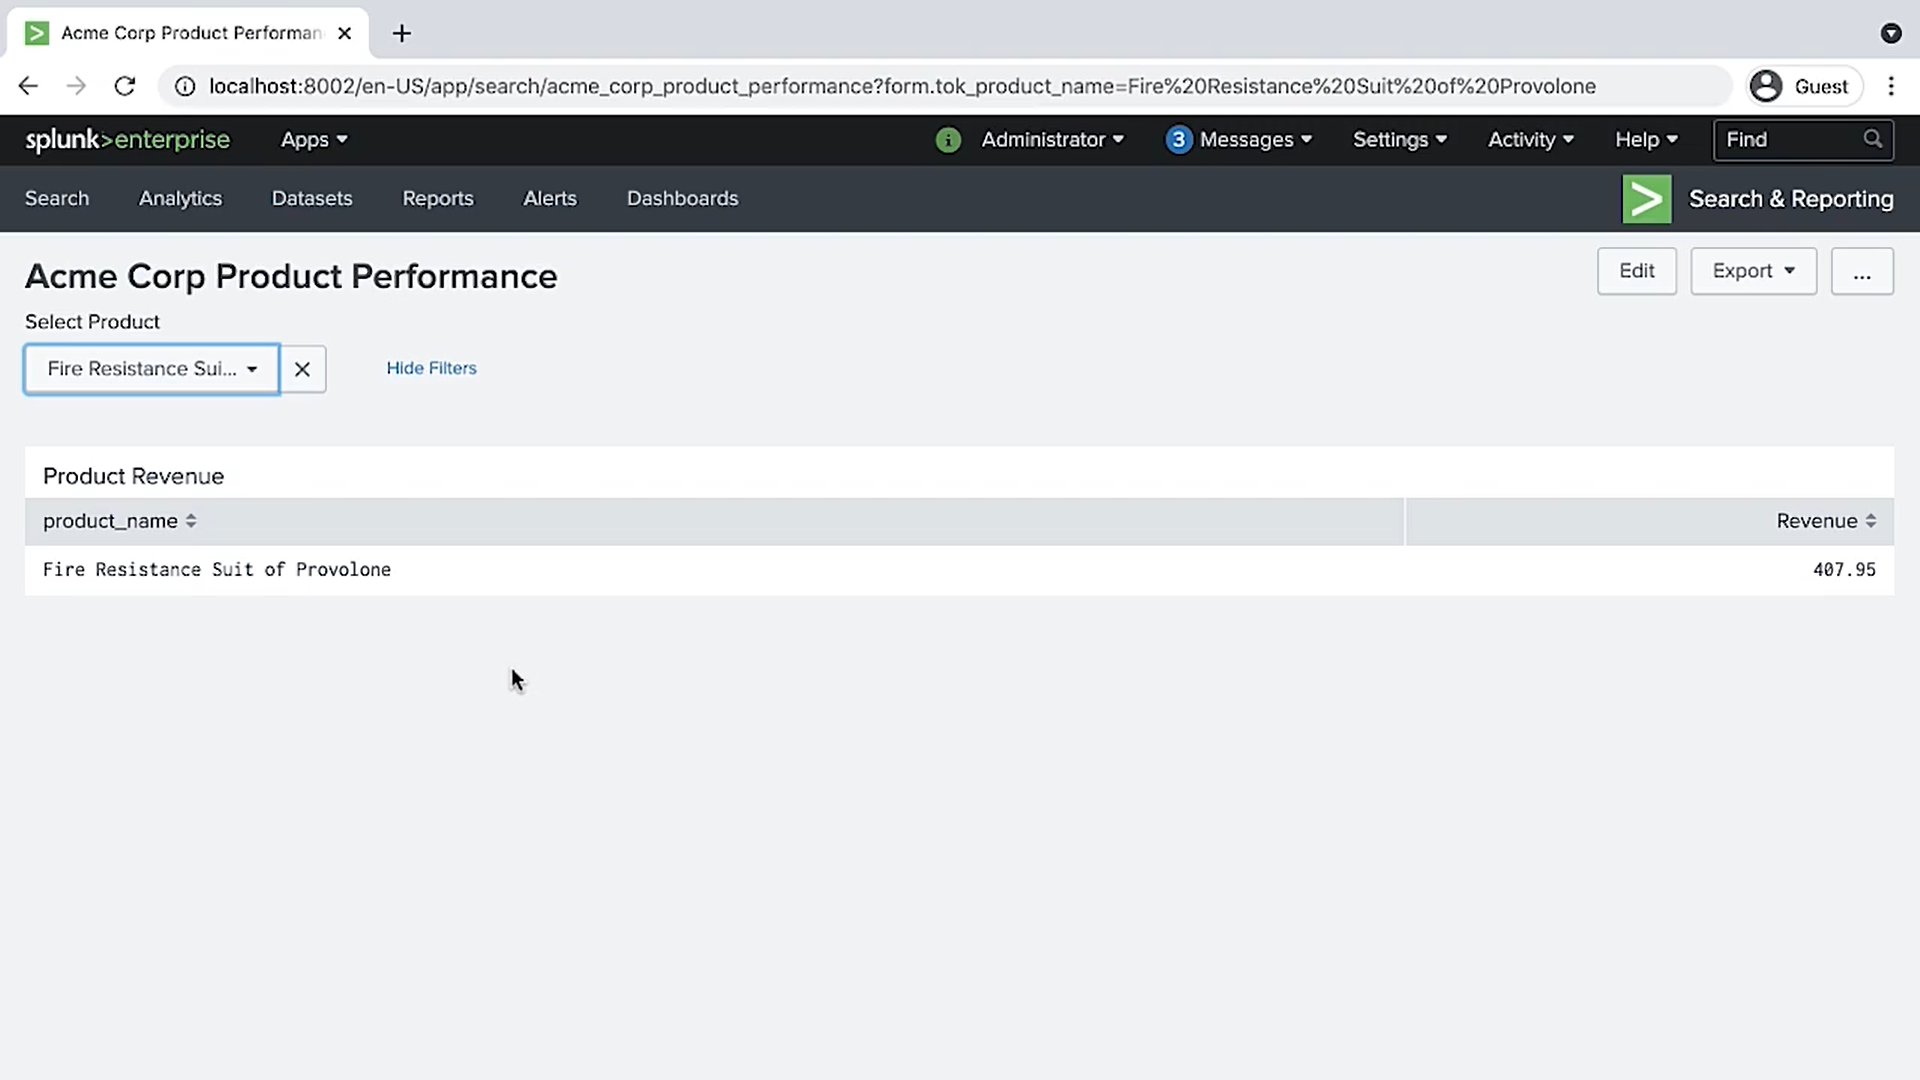 Acme Corp Product Performan
localhost:8002/en-US/app/search/acme_corp_product_performance?form.tok_product_name=Fire%20Resistance%20Suit%20of%20Provolone
Guest
splunk>enterprise Apps Administrator 3 Messages Settings Activity Help Find
Search Analytics Datasets Reports Alerts Dashboards Search & Reporting
Acme Corp Product Performance Edit Export ...
Select Product
Fire Resistance Sui... Hide Filters
Product Revenue
product_name Revenue
Fire Resistance Suit of Provolone 407.95